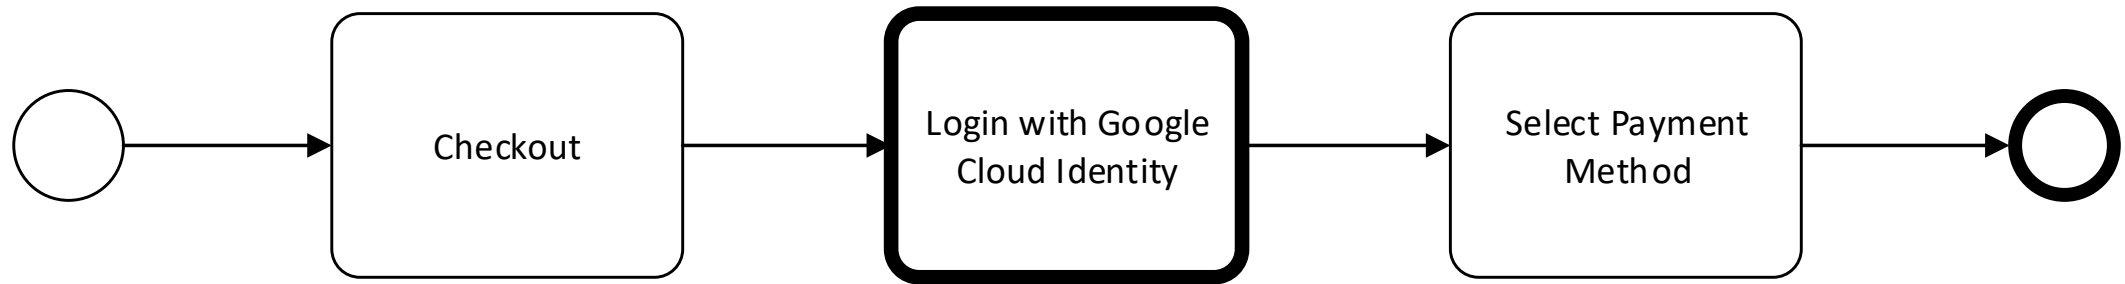 Checkout
Login with Google
Cloud Identity
Select Payment
Method